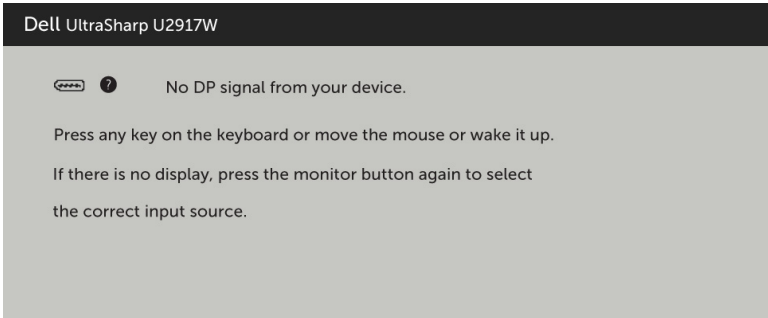 Dell UltraSharp U2917W
? No DP signal from your device.
Press any key on the keyboard or move the mouse or wake it up.
If there is no display, press the monitor button again to select
the correct input source.